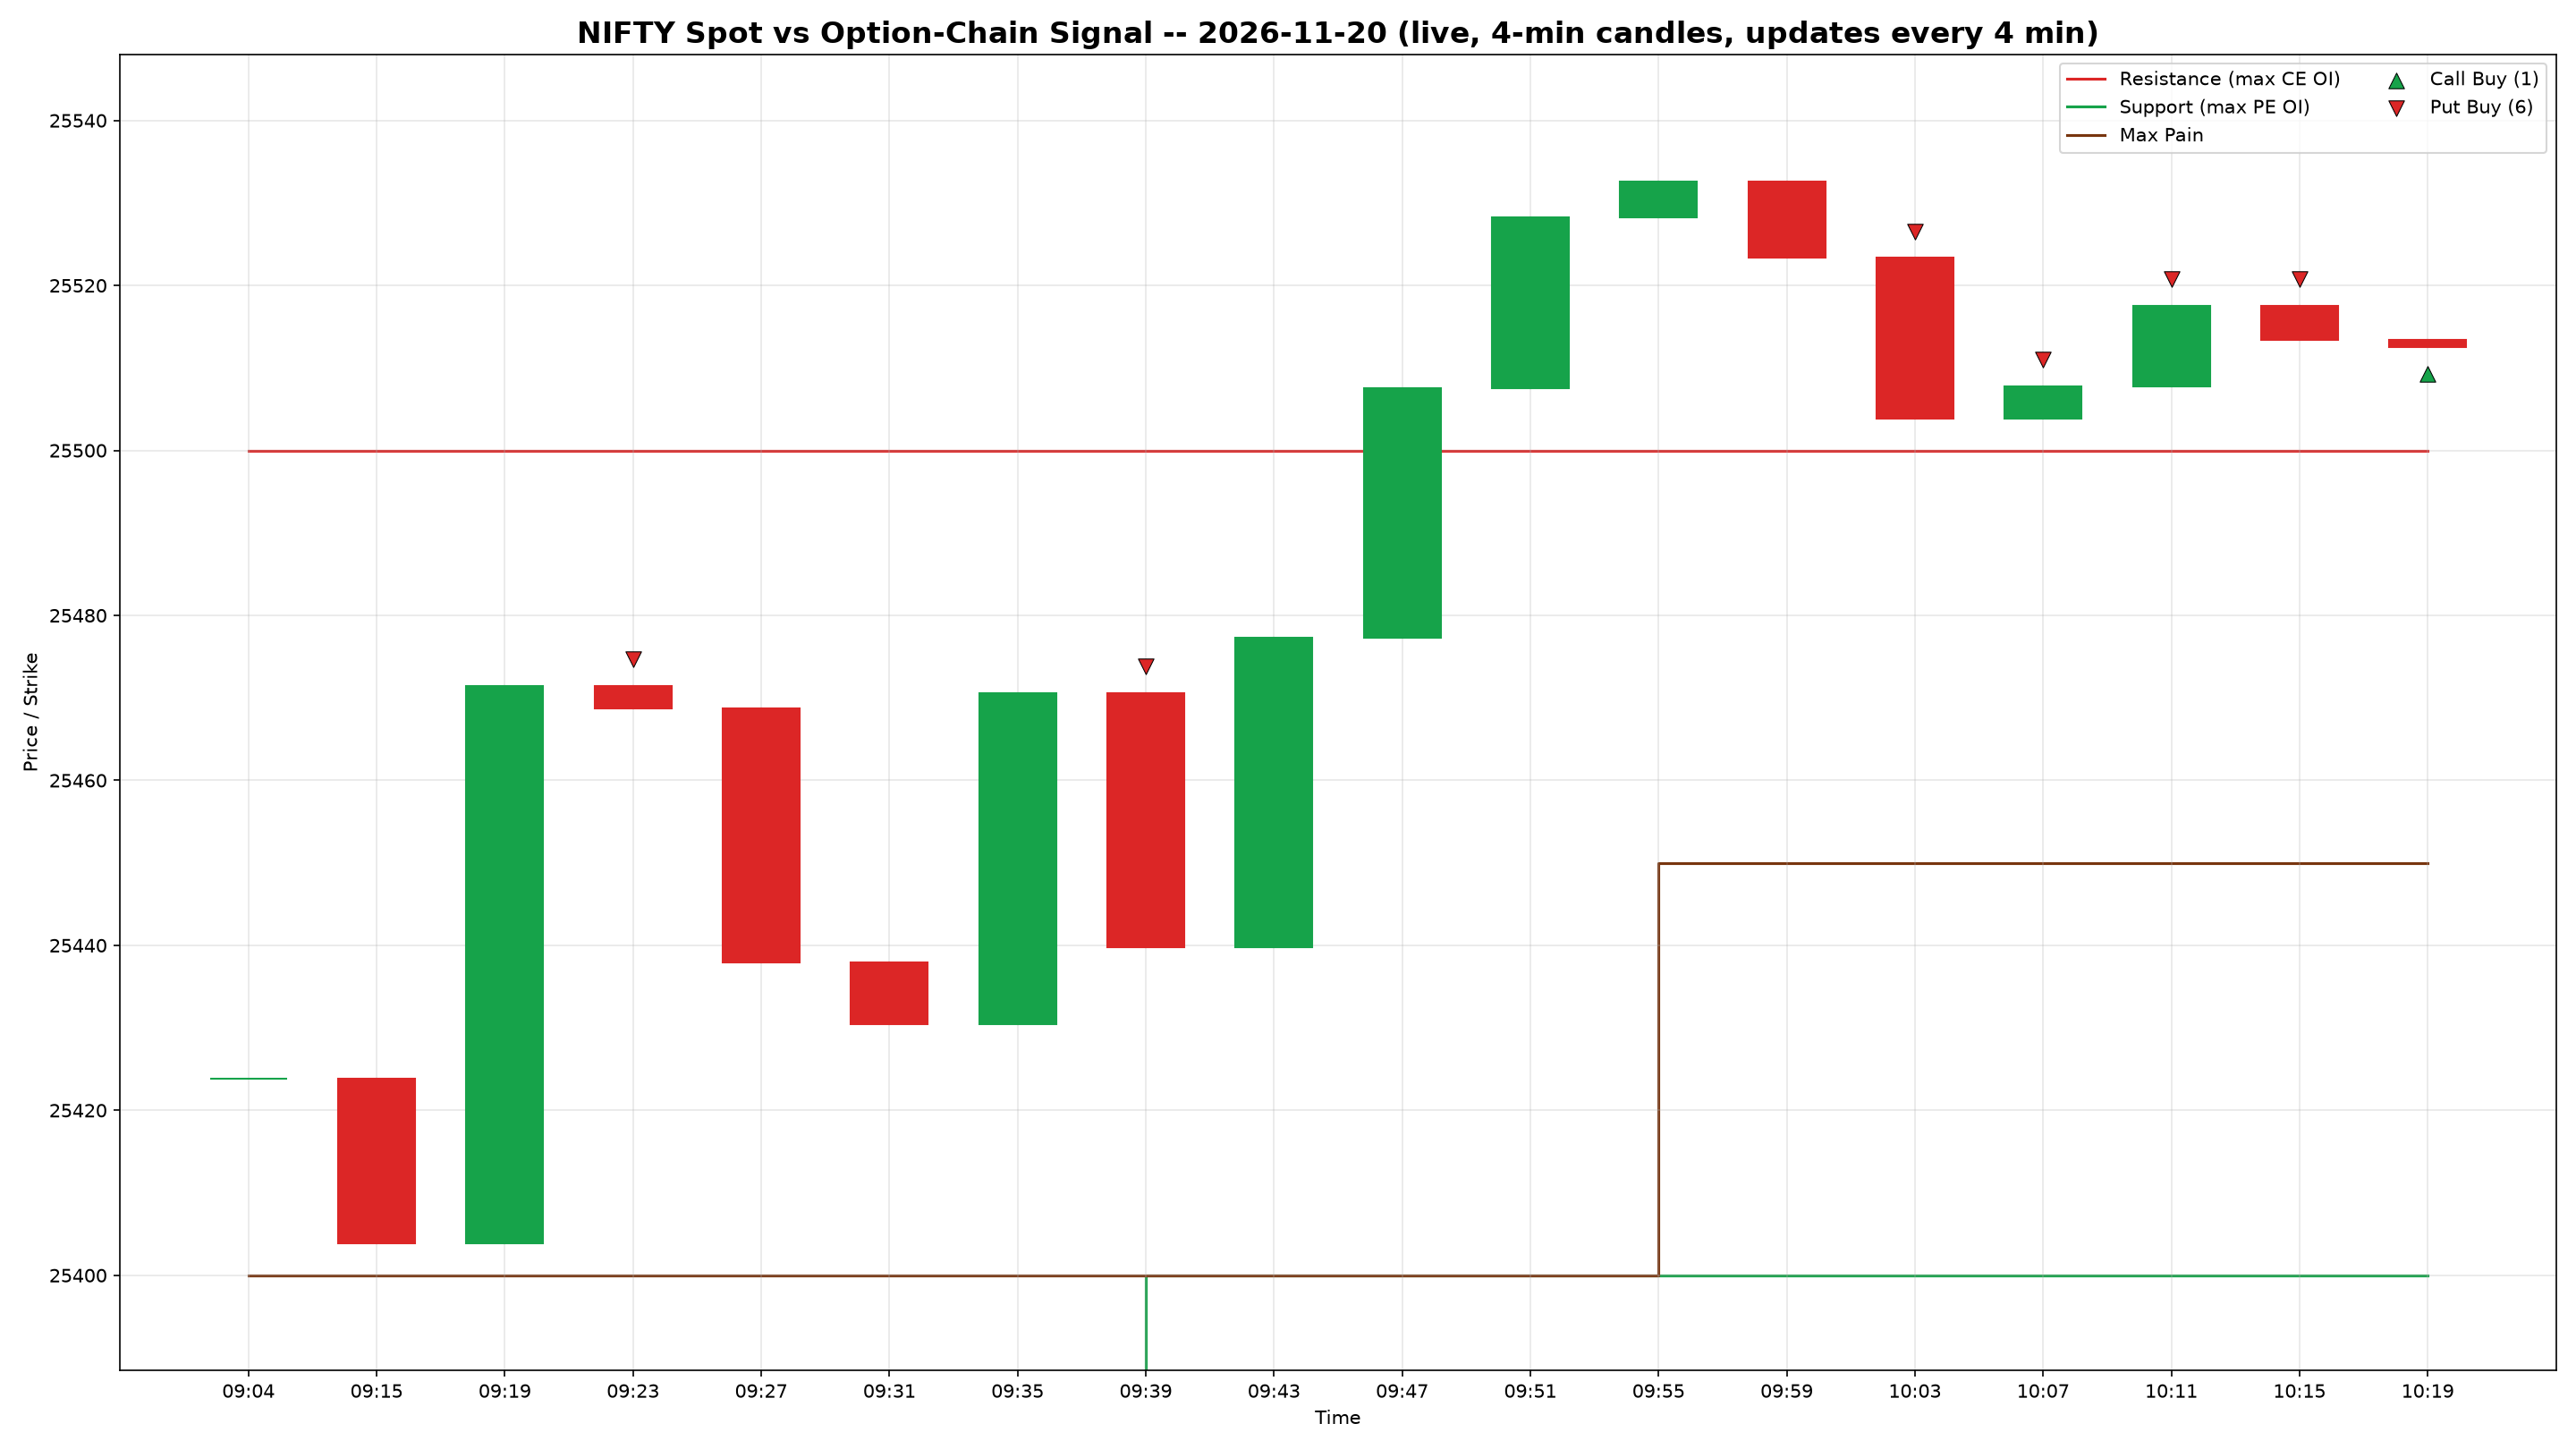 NIFTY Spot vs Option-Chain Signal -- 2026-11-20 (live, 4-min candles, updates every 4 min)
Resistance (max CE OI)
Support (max PE OI)
Max Pain
Call Buy (1)
Put Buy (6)
Price / Strike
25540
25520
25500
25480
25460
25440
25420
25400
09:04 09:15 09:19 09:23 09:27 09:31 09:35 09:39 09:43 09:47 09:51 09:55 09:59 10:03 10:07 10:11 10:15 10:19
Time